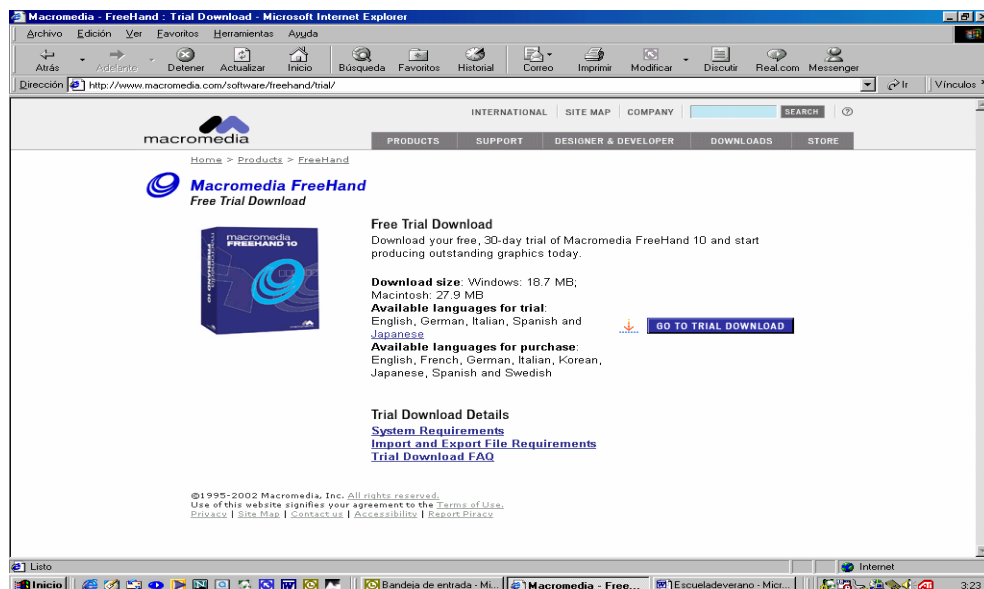 Macromedia - FreeHand : Trial Download - Microsoft Internet Explorer
Archivo Edición Ver Favoritos Herramientas Ayuda
Atrás Adelante Detener Actualizar Inicio Búsqueda Favoritos Historial Correo Imprimir Modificar Discutir Real.com Messenger
Dirección http://www.macromedia.com/software/freehand/trial/ Ir Vínculos
INTERNATIONAL SITE MAP COMPANY SEARCH
macromedia
PRODUCTS SUPPORT DESIGNER & DEVELOPER DOWNLOADS STORE
Home > Products > FreeHand
Macromedia FreeHand
Free Trial Download
macromedia
FREEHAND 10
macromedia
FREEHAND 10
Free Trial Download
Download your free, 30-day trial of Macromedia FreeHand 10 and start
producing outstanding graphics today.
Download size: Windows: 18.7 MB;
Macintosh: 27.9 MB
Available languages for trial:
English, German, Italian, Spanish and
Japanese
GO TO TRIAL DOWNLOAD
Available languages for purchase:
English, French, German, Italian, Korean,
Japanese, Spanish and Swedish
Trial Download Details
System Requirements
Import and Export File Requirements
Trial Download FAQ
©1995-2002 Macromedia, Inc. All rights reserved.
Use of this website signifies your agreement to the Terms of Use.
Privacy | Site Map | Contact us | Accessibility | Report Piracy
Listo Internet
Inicio Bandeja de entrada - Mi... Macromedia - Free... Escueladeverano - Micr... 3:23